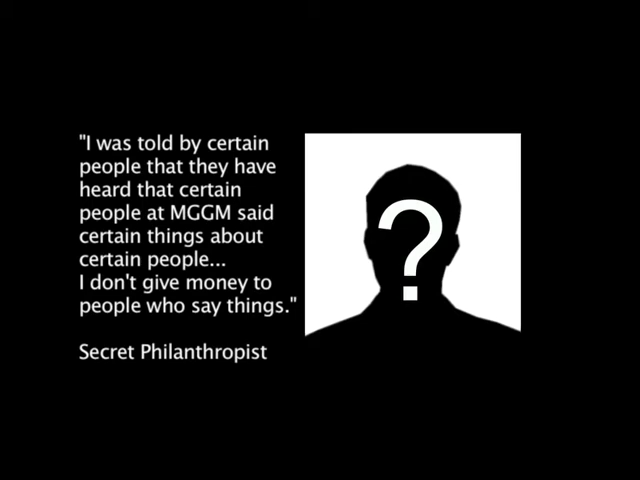 "I was told by certain
people that they have
heard that certain
people at MGGM said
certain things about
certain people...
I don't give money to
people who say things."
Secret Philanthropist
?